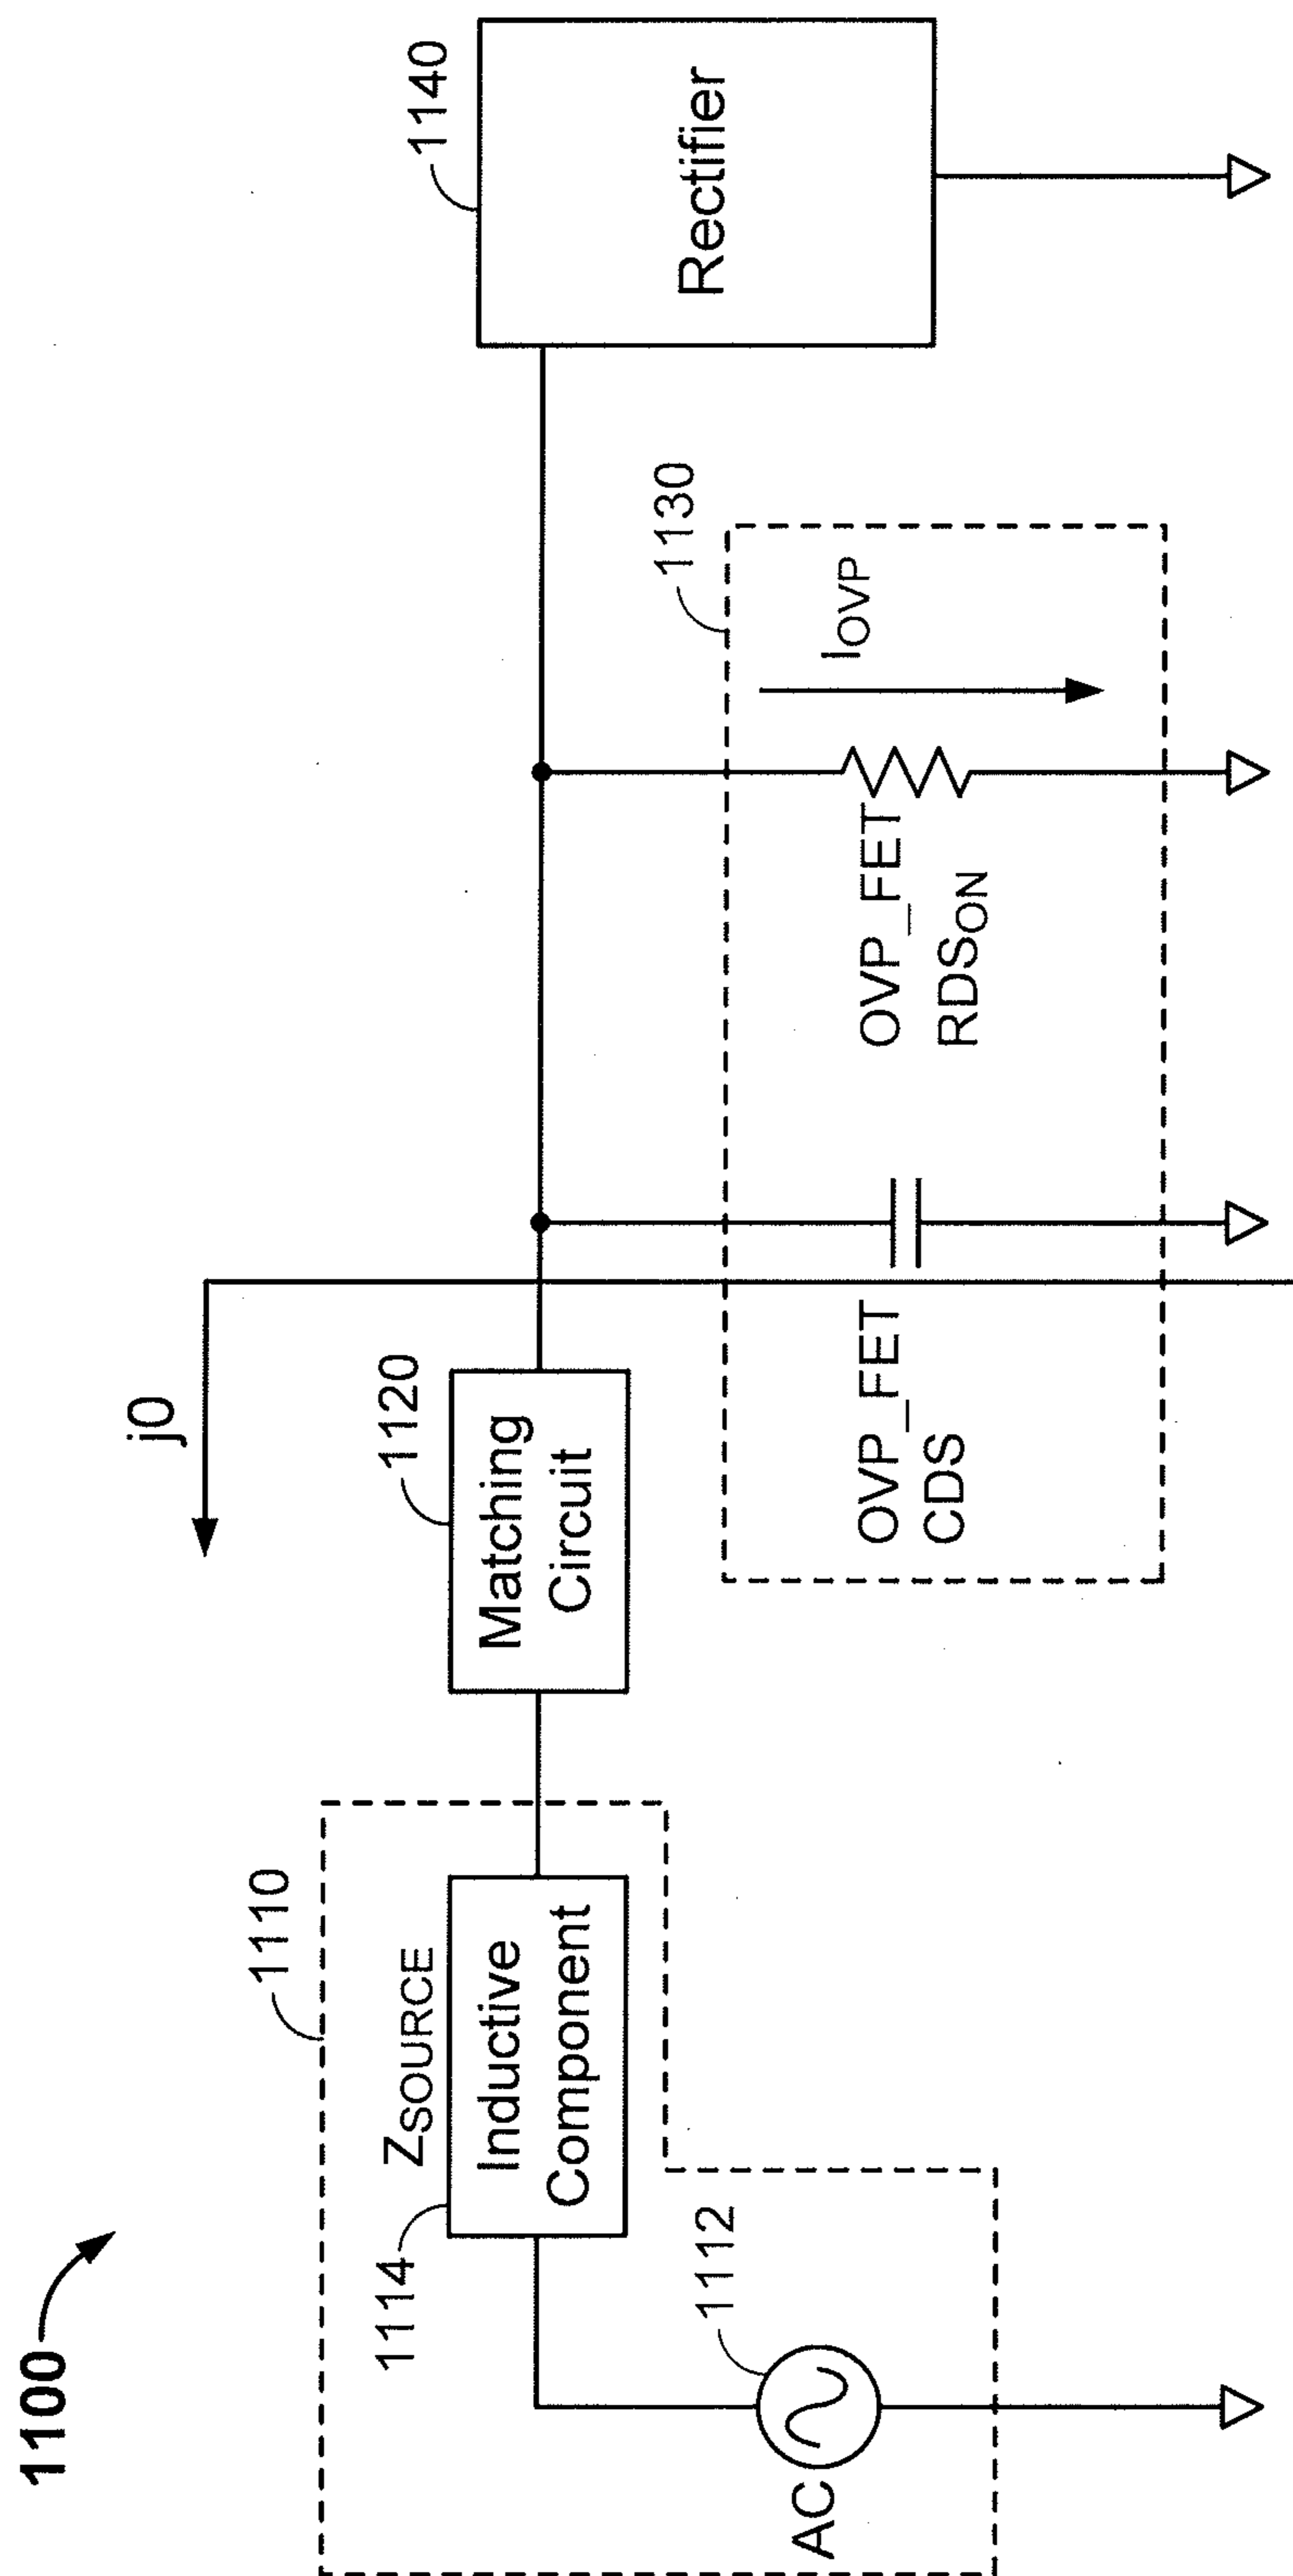 1100
1110
1114
ZSOURCE
Inductive
Component
AC
1112
1120
Matching
Circuit
j0
1130
OVP_FET
CDS
OVP_FET
RDSON
IOVP
1140
Rectifier